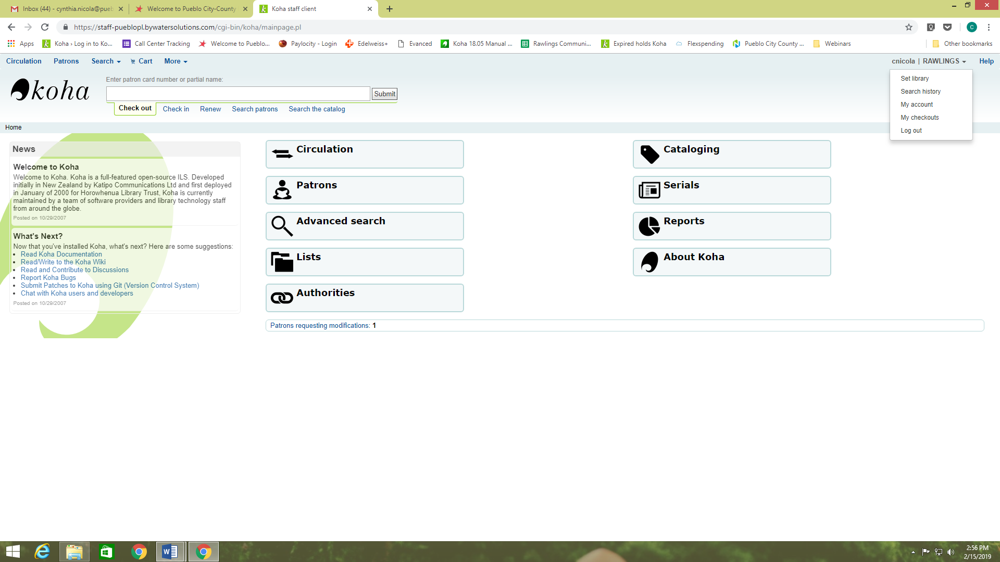 Inbox (44) - cynthia.nicola@pueb
Welcome to Pueblo City-County
Koha staff client
https://staff-pueblopl.bywatersolutions.com/cgi-bin/koha/mainpage.pl
C
Apps
Koha › Log in to Ko...
Call Center Tracking
Welcome to Pueblo...
Paylocity - Login
Edelweiss+
Evanced
Koha 18.05 Manual ...
Rawlings Communi...
Expired holds Koha
Flexspending
Pueblo City County ...
Webinars
Other bookmarks
Circulation
Patrons
Search
Cart
More
cnicola | RAWLINGS
Help
Set library
Search history
My account
My checkouts
Log out
koha
Enter patron card number or partial name:
Submit
Check out
Check in
Renew
Search patrons
Search the catalog
Home
News
Welcome to Koha
Welcome to Koha. Koha is a full-featured open-source ILS. Developed
initially in New Zealand by Katipo Communications Ltd and first deployed
in January of 2000 for Horowhenua Library Trust, Koha is currently
maintained by a team of software providers and library technology staff
from around the globe.
Posted on 10/29/2007
What's Next?
Now that you've installed Koha, what's next? Here are some suggestions:
• Read Koha Documentation
• Read/Write to the Koha Wiki
• Read and Contribute to Discussions
• Report Koha Bugs
• Submit Patches to Koha using Git (Version Control System)
• Chat with Koha users and developers
Posted on 10/29/2007
Circulation
Patrons
Advanced search
Lists
Authorities
Cataloging
Serials
Reports
About Koha
Patrons requesting modifications: 1
2:56 PM
2/15/2019